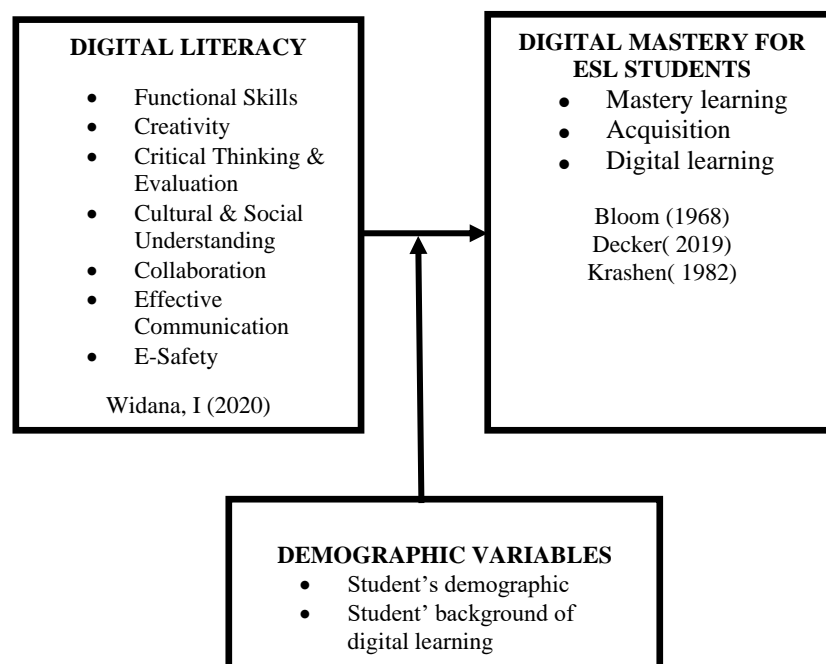 DIGITAL LITERACY
• Functional Skills
• Creativity
• Critical Thinking &
Evaluation
• Cultural & Social
Understanding
• Collaboration
• Effective
Communication
• E-Safety
Widana, I (2020)
DIGITAL MASTERY FOR
ESL STUDENTS
• Mastery learning
• Acquisition
• Digital learning
Bloom (1968)
Decker( 2019)
Krashen( 1982)
DEMOGRAPHIC VARIABLES
• Student’s demographic
• Student’ background of
digital learning